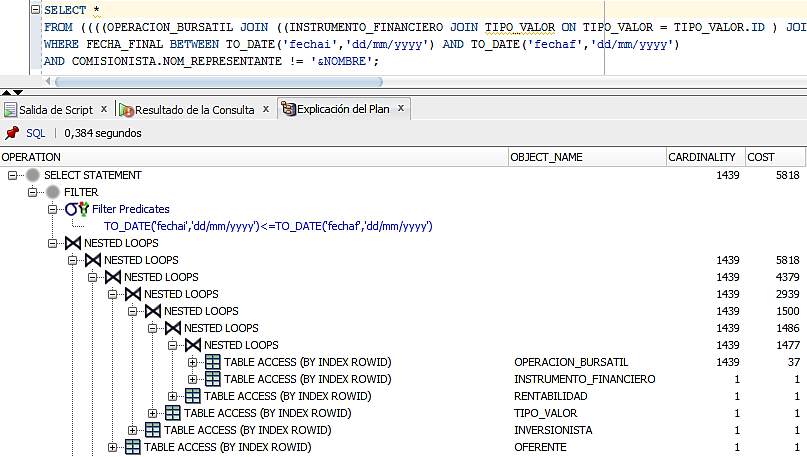 SELECT *
FROM ((((OPERACION_BURSATIL JOIN ((INSTRUMENTO_FINANCIERO JOIN TIPO_VALOR ON TIPO_VALOR = TIPO_VALOR.ID ) JOI
WHERE FECHA_FINAL BETWEEN TO_DATE('fechai','dd/mm/yyyy') AND TO_DATE('fechaf','dd/mm/yyyy')
AND COMISIONISTA.NOM_REPRESENTANTE != '&NOMBRE';
Salida de Script x Resultado de la Consulta x Explicación del Plan x
SQL | 0,384 segundos
OPERATION OBJECT_NAME CARDINALITY COST
SELECT STATEMENT 1439 5818
FILTER
Filter Predicates
TO_DATE('fechai','dd/mm/yyyy')<=TO_DATE('fechaf','dd/mm/yyyy')
NESTED LOOPS
NESTED LOOPS 1439 5818
NESTED LOOPS 1439 4379
NESTED LOOPS 1439 2939
NESTED LOOPS 1439 1500
NESTED LOOPS 1439 1486
NESTED LOOPS 1439 1477
TABLE ACCESS (BY INDEX ROWID) OPERACION_BURSATIL 1439 37
TABLE ACCESS (BY INDEX ROWID) INSTRUMENTO_FINANCIERO 1 1
TABLE ACCESS (BY INDEX ROWID) RENTABILIDAD 1 1
TABLE ACCESS (BY INDEX ROWID) TIPO_VALOR 1 1
TABLE ACCESS (BY INDEX ROWID) INVERSIONISTA 1 1
TABLE ACCESS (BY INDEX ROWID) OFERENTE 1 1